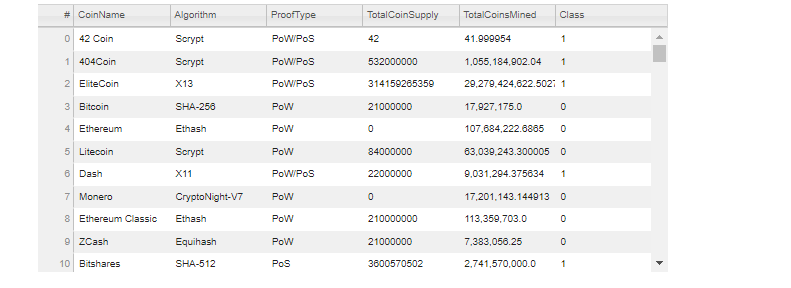 # CoinName Algorithm ProofType TotalCoinSupply TotalCoinsMined Class
0 42 Coin Scrypt PoW/PoS 42 41.999954 1
1 404Coin Scrypt PoW/PoS 532000000 1,055,184,902.04 1
2 EliteCoin X13 PoW/PoS 314159265359 29,279,424,622.502 1
3 Bitcoin SHA-256 PoW 21000000 17,927,175.0 0
4 Ethereum Ethash PoW 0 107,684,222.6865 0
5 Litecoin Scrypt PoW 84000000 63,039,243.300005 0
6 Dash X11 PoW/PoS 22000000 9,031,294.375634 1
7 Monero CryptoNight-V7 PoW 0 17,201,143.144913 0
8 Ethereum Classic Ethash PoW 210000000 113,359,703.0 0
9 ZCash Equihash PoW 21000000 7,383,056.25 0
10 Bitshares SHA-512 PoS 3600570502 2,741,570,000.0 1